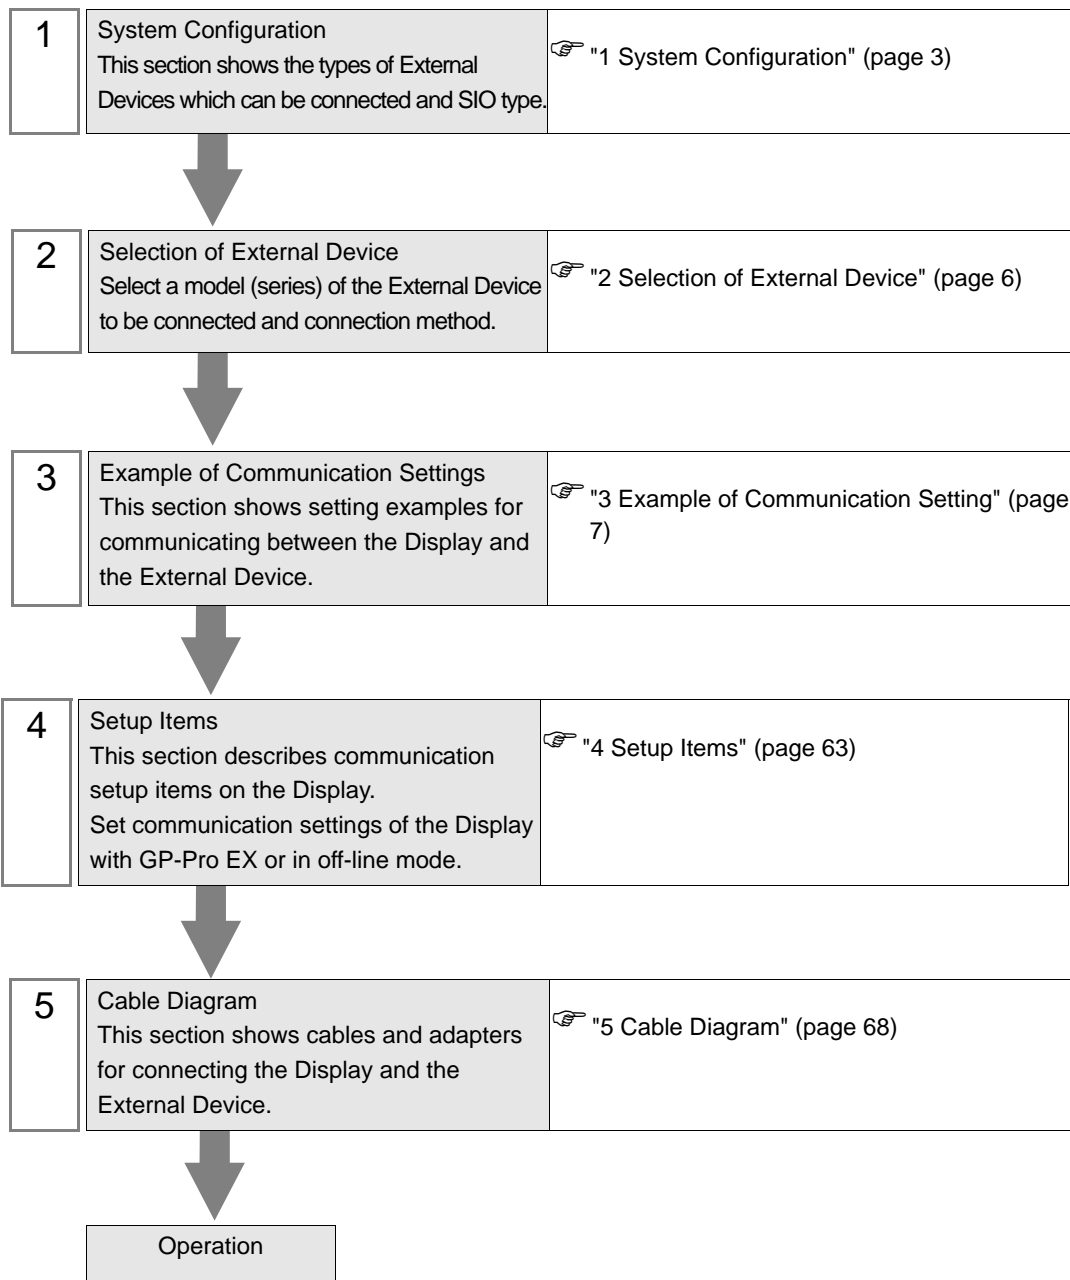 1
System Configuration
This section shows the types of External
Devices which can be connected and SIO type.
"1 System Configuration" (page 3)
2
Selection of External Device
Select a model (series) of the External Device
to be connected and connection method.
"2 Selection of External Device" (page 6)
3
Example of Communication Settings
This section shows setting examples for
communicating between the Display and
the External Device.
"3 Example of Communication Setting" (page
7)
4
Setup Items
This section describes communication
setup items on the Display.
Set communication settings of the Display
with GP-Pro EX or in off-line mode.
"4 Setup Items" (page 63)
5
Cable Diagram
This section shows cables and adapters
for connecting the Display and the
External Device.
"5 Cable Diagram" (page 68)
Operation